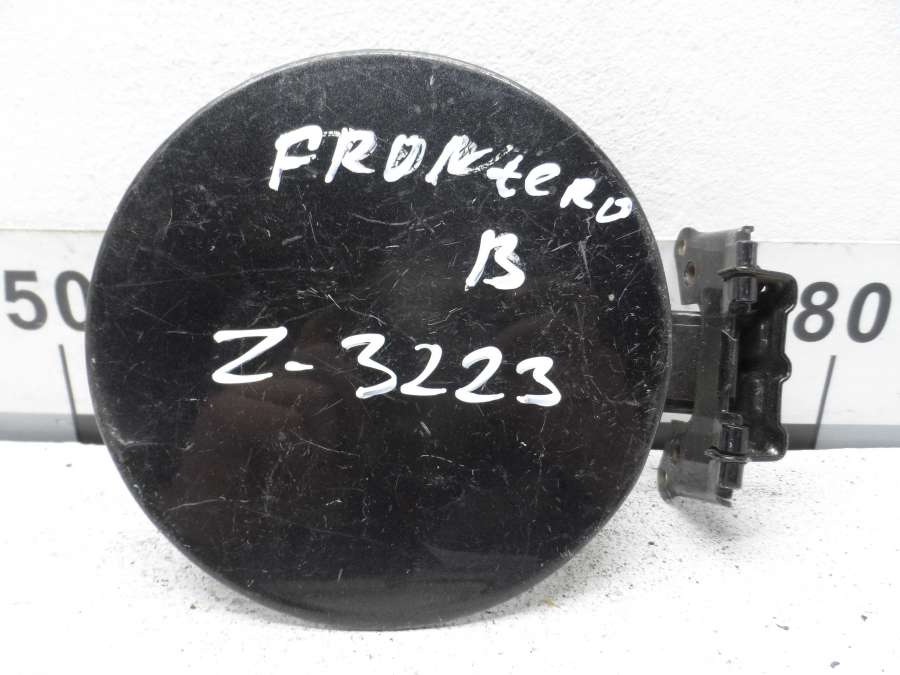 FRONteRO
B
50 80
Z-3223